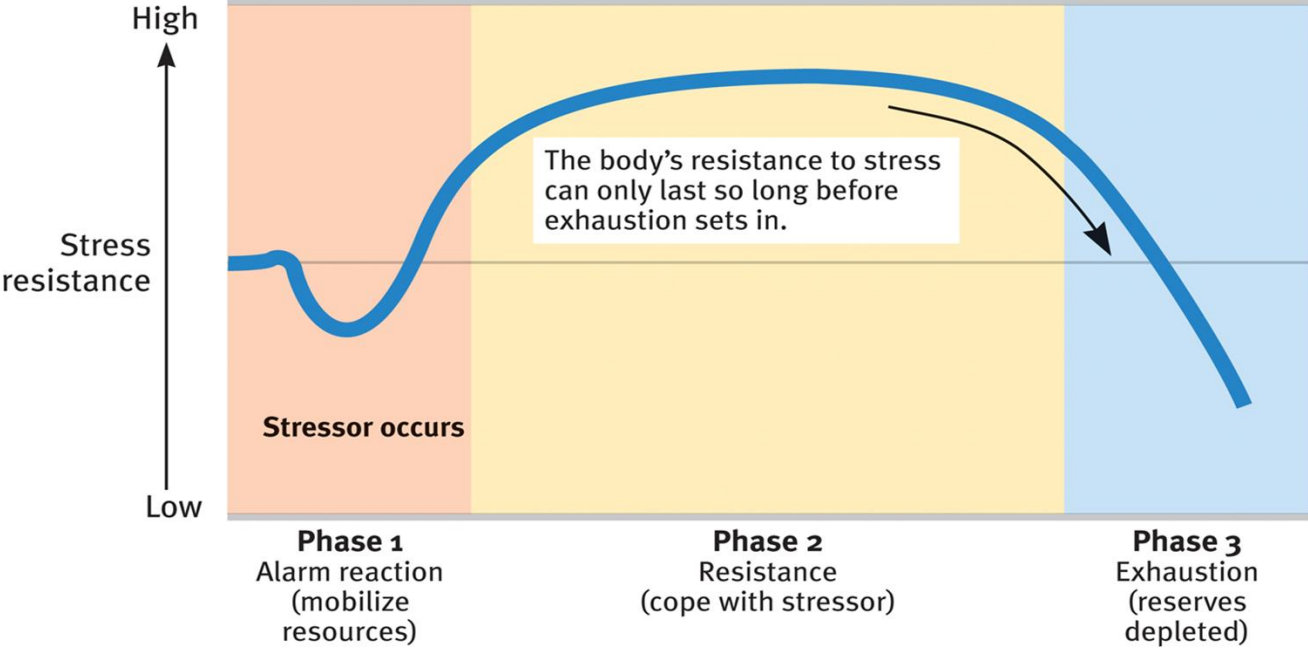 High
Stress
resistance
Low
The body’s resistance to stress
can only last so long before
exhaustion sets in.
Stressor occurs
Phase 1
Alarm reaction
(mobilize
resources)
Phase 2
Resistance
(cope with stressor)
Phase 3
Exhaustion
(reserves
depleted)